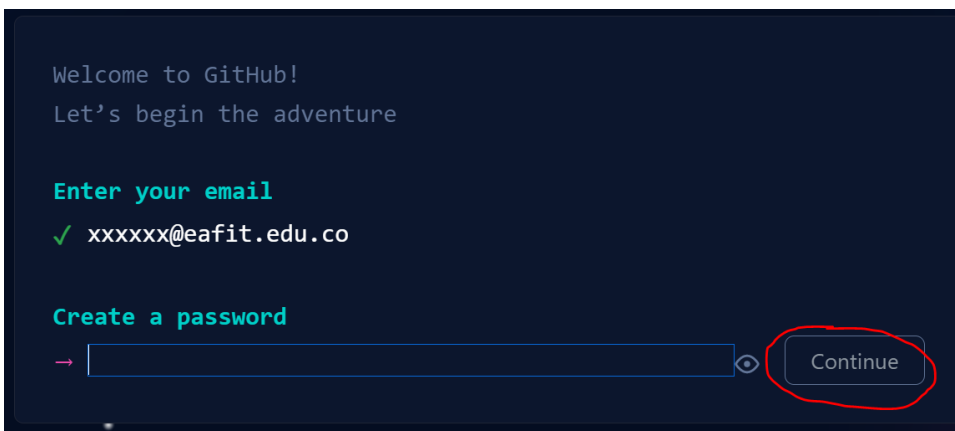 Welcome to GitHub!
Let’s begin the adventure
Enter your email
✓ xxxxxx@eafit.edu.co
Create a password
→ Continue